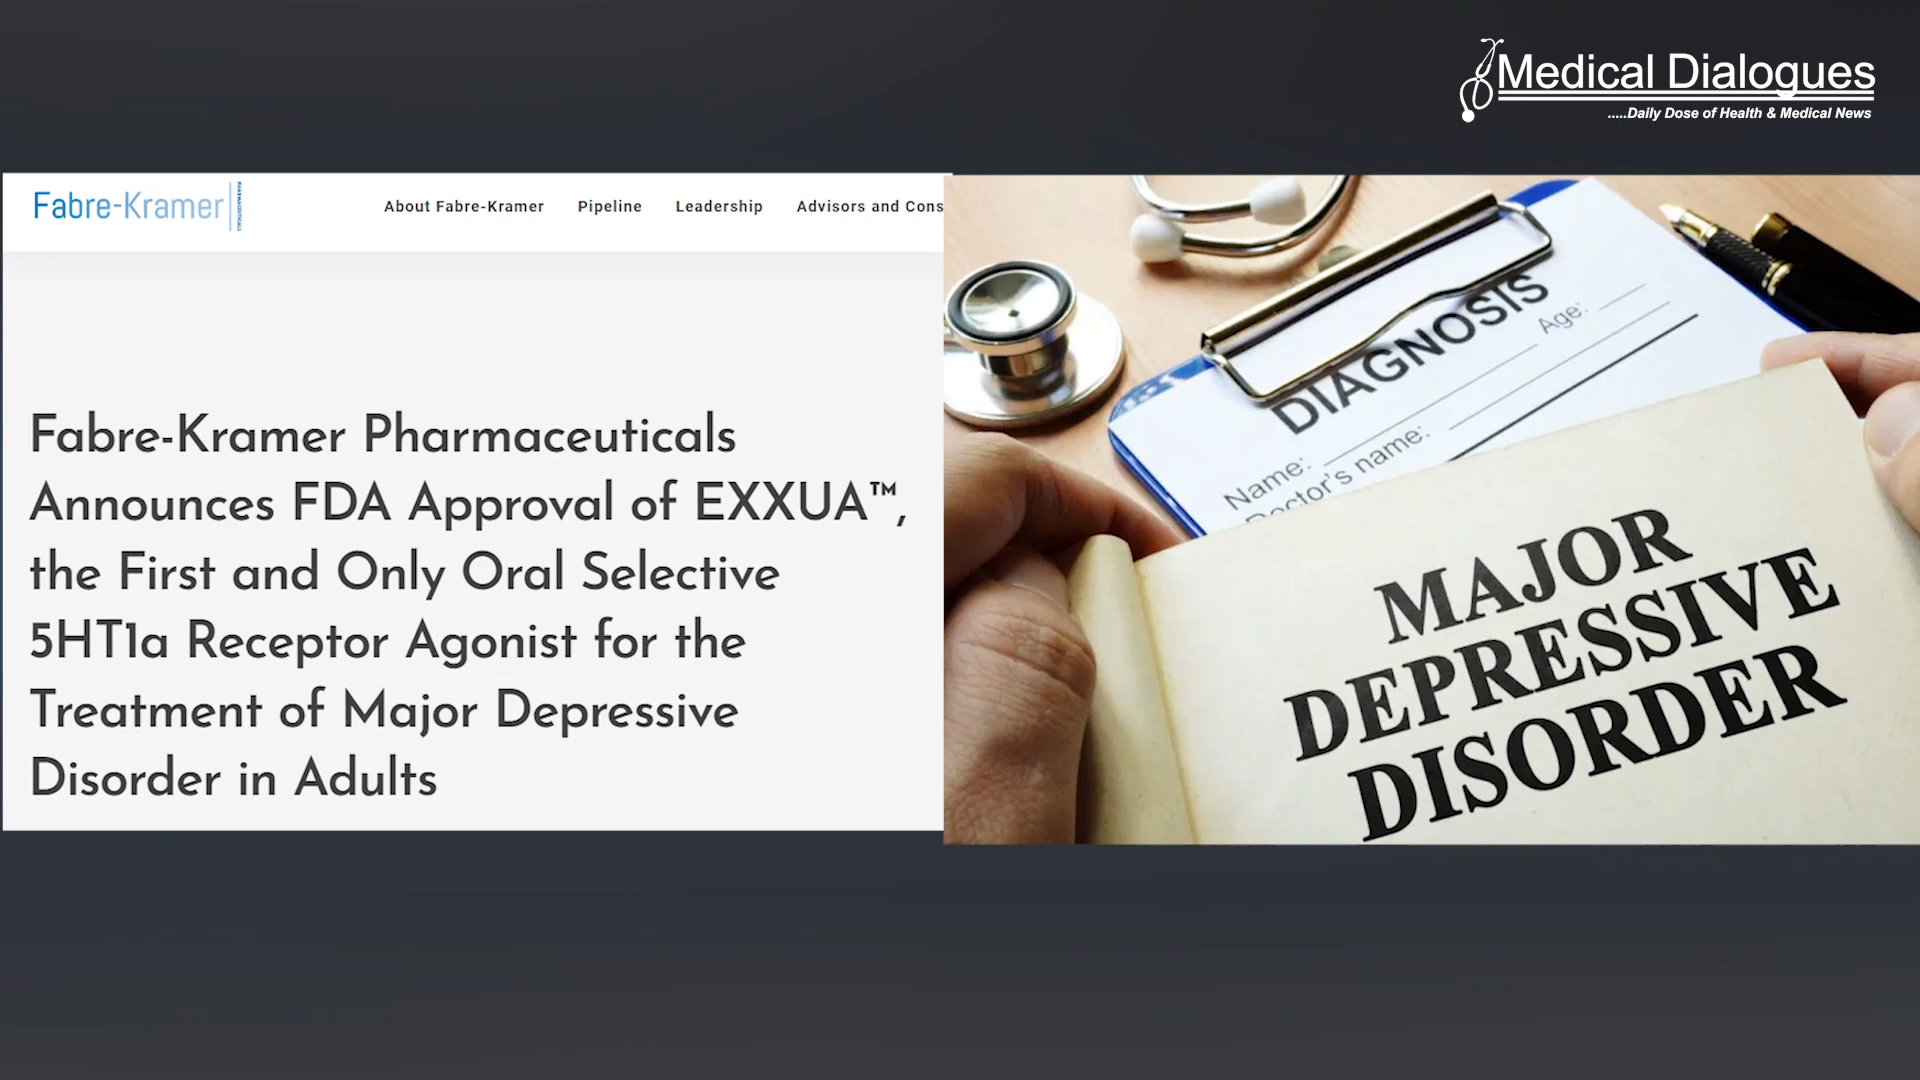 Medical Dialogues
.....Daily Dose of Health & Medical News
Fabre-Kramer
PHARMACEUTICALS
About Fabre-Kramer Pipeline Leadership Advisors and Cons
Fabre-Kramer Pharmaceuticals
Announces FDA Approval of EXXUA™,
the First and Only Oral Selective
5HT1a Receptor Agonist for the
Treatment of Major Depressive
Disorder in Adults
DIAGNOSIS
Age:
Name:
Doctor's name:
MAJOR
DEPRESSIVE
DISORDER